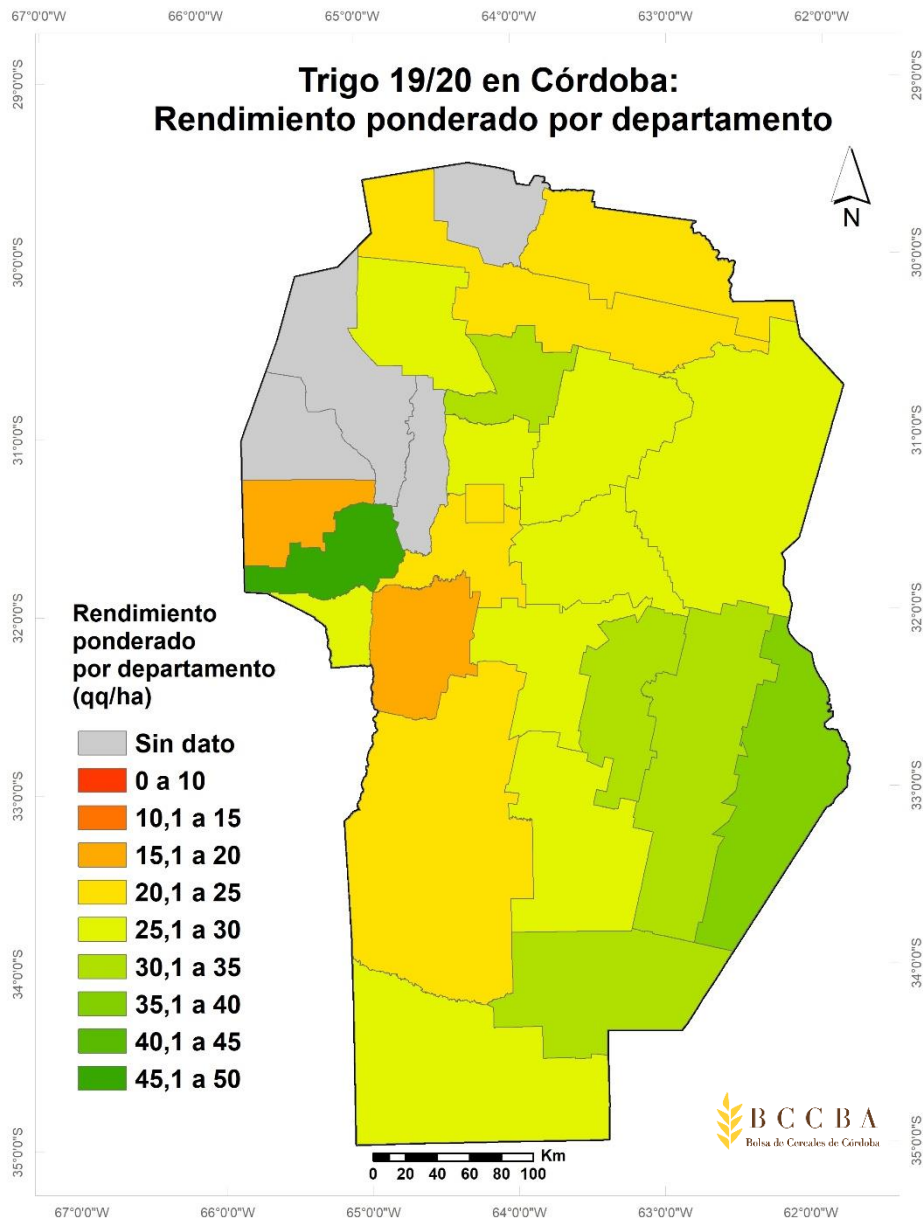 67°0'0"W 66°0'0"W 65°0'0"W 64°0'0"W 63°0'0"W 62°0'0"W
Trigo 19/20 en Córdoba:
Rendimiento ponderado por departamento
N
29°0'0"S 29°0'0"S
30°0'0"S 30°0'0"S
31°0'0"S 31°0'0"S
32°0'0"S 32°0'0"S
33°0'0"S 33°0'0"S
34°0'0"S 34°0'0"S
35°0'0"S 35°0'0"S
Rendimiento
ponderado
por departamento
(qq/ha)
Sin dato
0 a 10
10,1 a 15
15,1 a 20
20,1 a 25
25,1 a 30
30,1 a 35
35,1 a 40
40,1 a 45
45,1 a 50
BCCBA
Bolsa de Cereales de Córdoba
Km
0 20 40 60 80 100
67°0'0"W 66°0'0"W 65°0'0"W 64°0'0"W 63°0'0"W 62°0'0"W